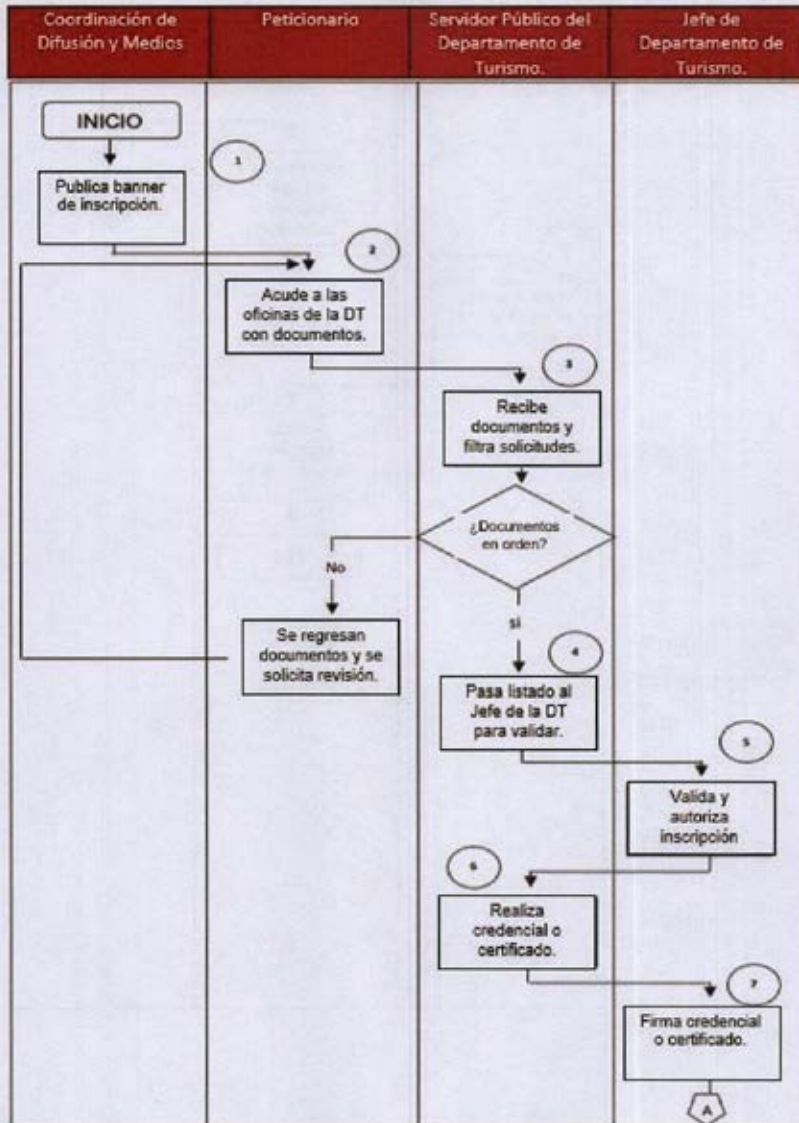 Coordinación de
Difusión y Medios
Peticionario
Servidor Público del
Departamento de
Turismo.
Jefe de
Departamento de
Turismo.
INICIO
1
Publica banner
de inscripción.
2
Acude a las
oficinas de la DT
con documentos.
3
Recibe
documentos y
filtra solicitudes.
¿Documentos
en orden?
No
Se regresan
documentos y se
solicita revisión.
si
4
Pasa listado al
Jefe de la DT
para validar.
5
Valida y
autoriza
inscripción
6
Realiza
credencial o
certificado.
7
Firma credencial
o certificado.
A